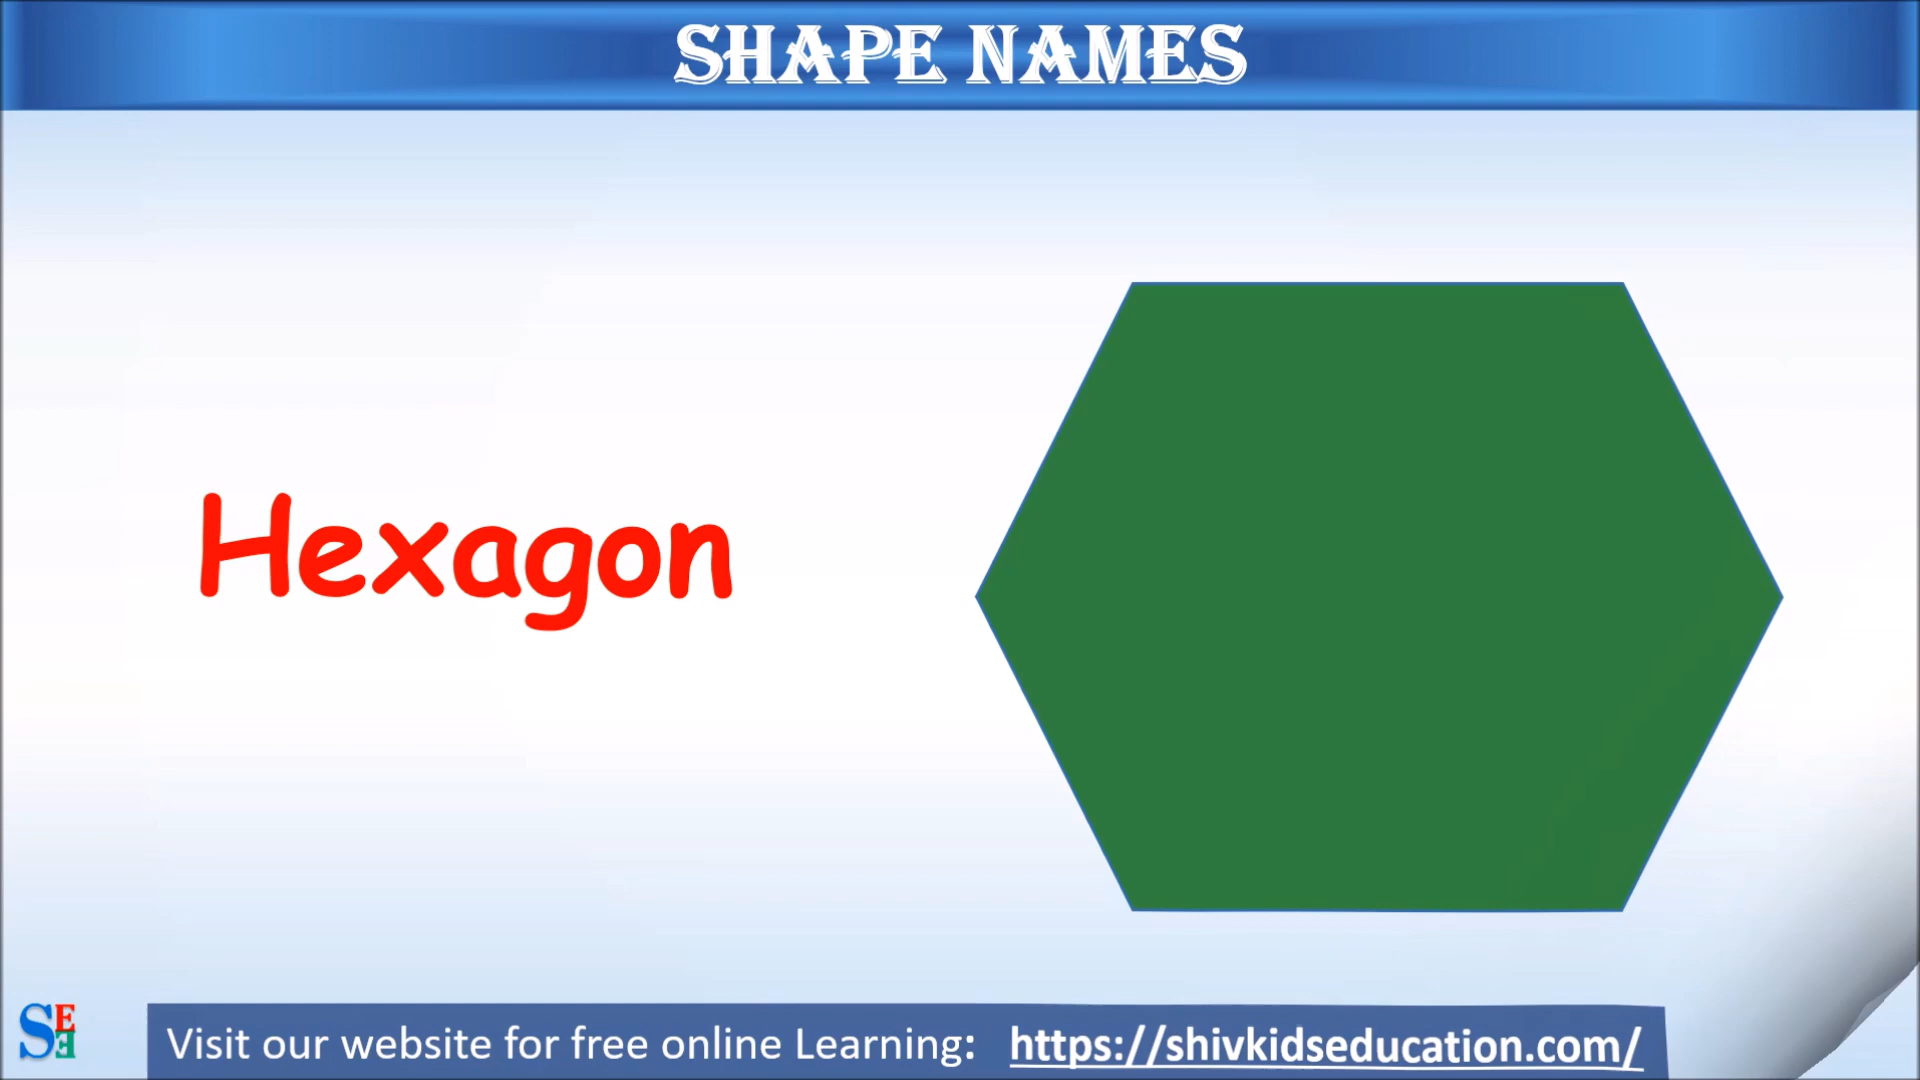 SHAPE NAMES
Hexagon
SE
Visit our website for free online Learning: https://shivkidseducation.com/